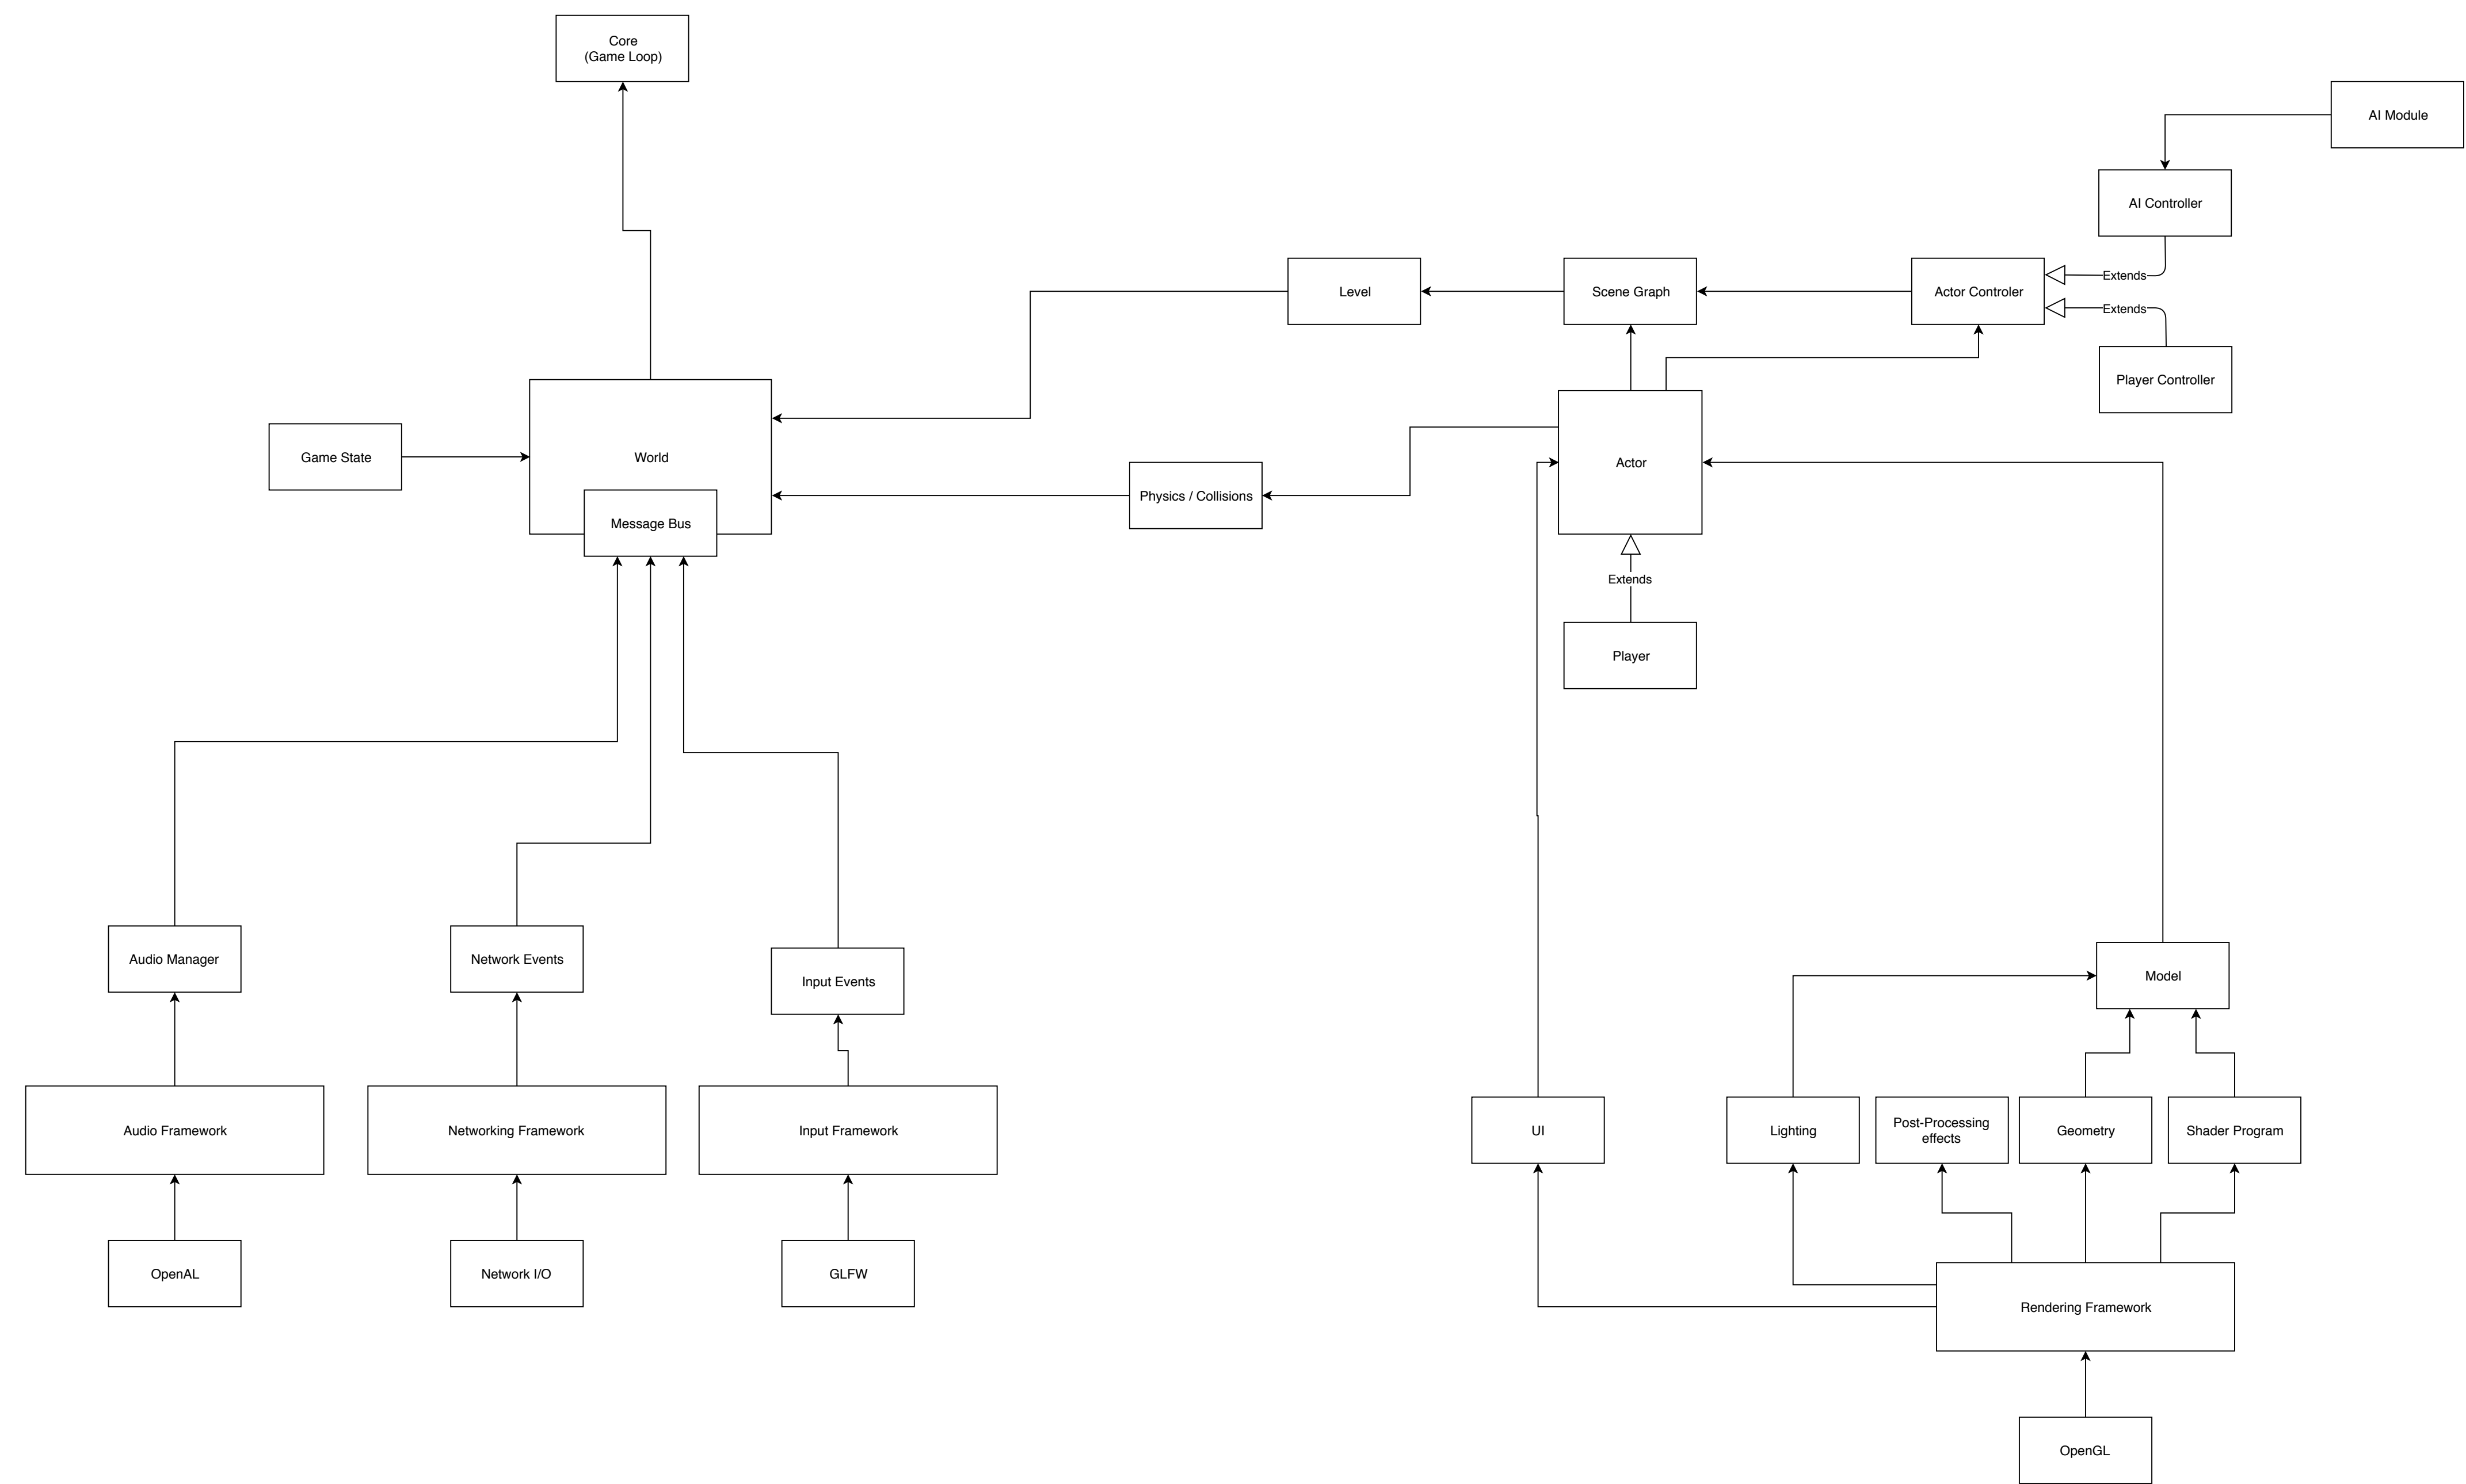 Core
(Game Loop)
AI Module
AI Controller
Level
Scene Graph
Actor Controler
Extends
Extends
Player Controller
Game State
World
Actor
Physics / Collisions
Message Bus
Extends
Player
Audio Manager
Network Events
Input Events
Model
Audio Framework
Networking Framework
Input Framework
UI
Lighting
Post-Processing
effects
Geometry
Shader Program
OpenAL
Network I/O
GLFW
Rendering Framework
OpenGL